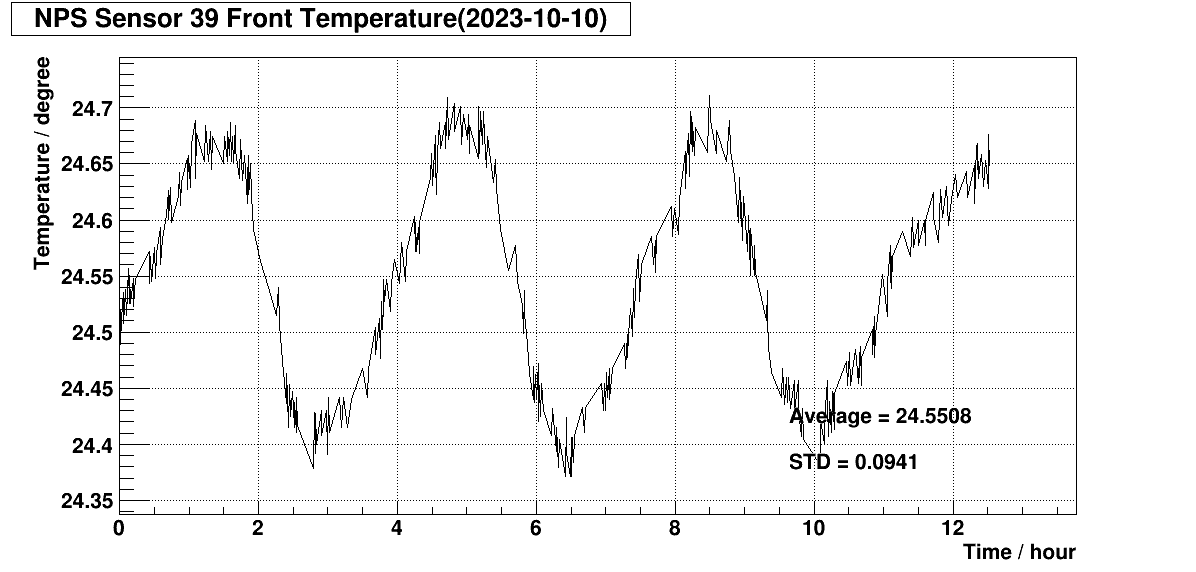 NPS Sensor 39 Front Temperature(2023-10-10)
Temperature / degree
24.7
24.65
24.6
24.55
24.5
24.45
24.4
24.35
Average = 24.5508
STD = 0.0941
0 2 4 6 8 10 12
Time / hour